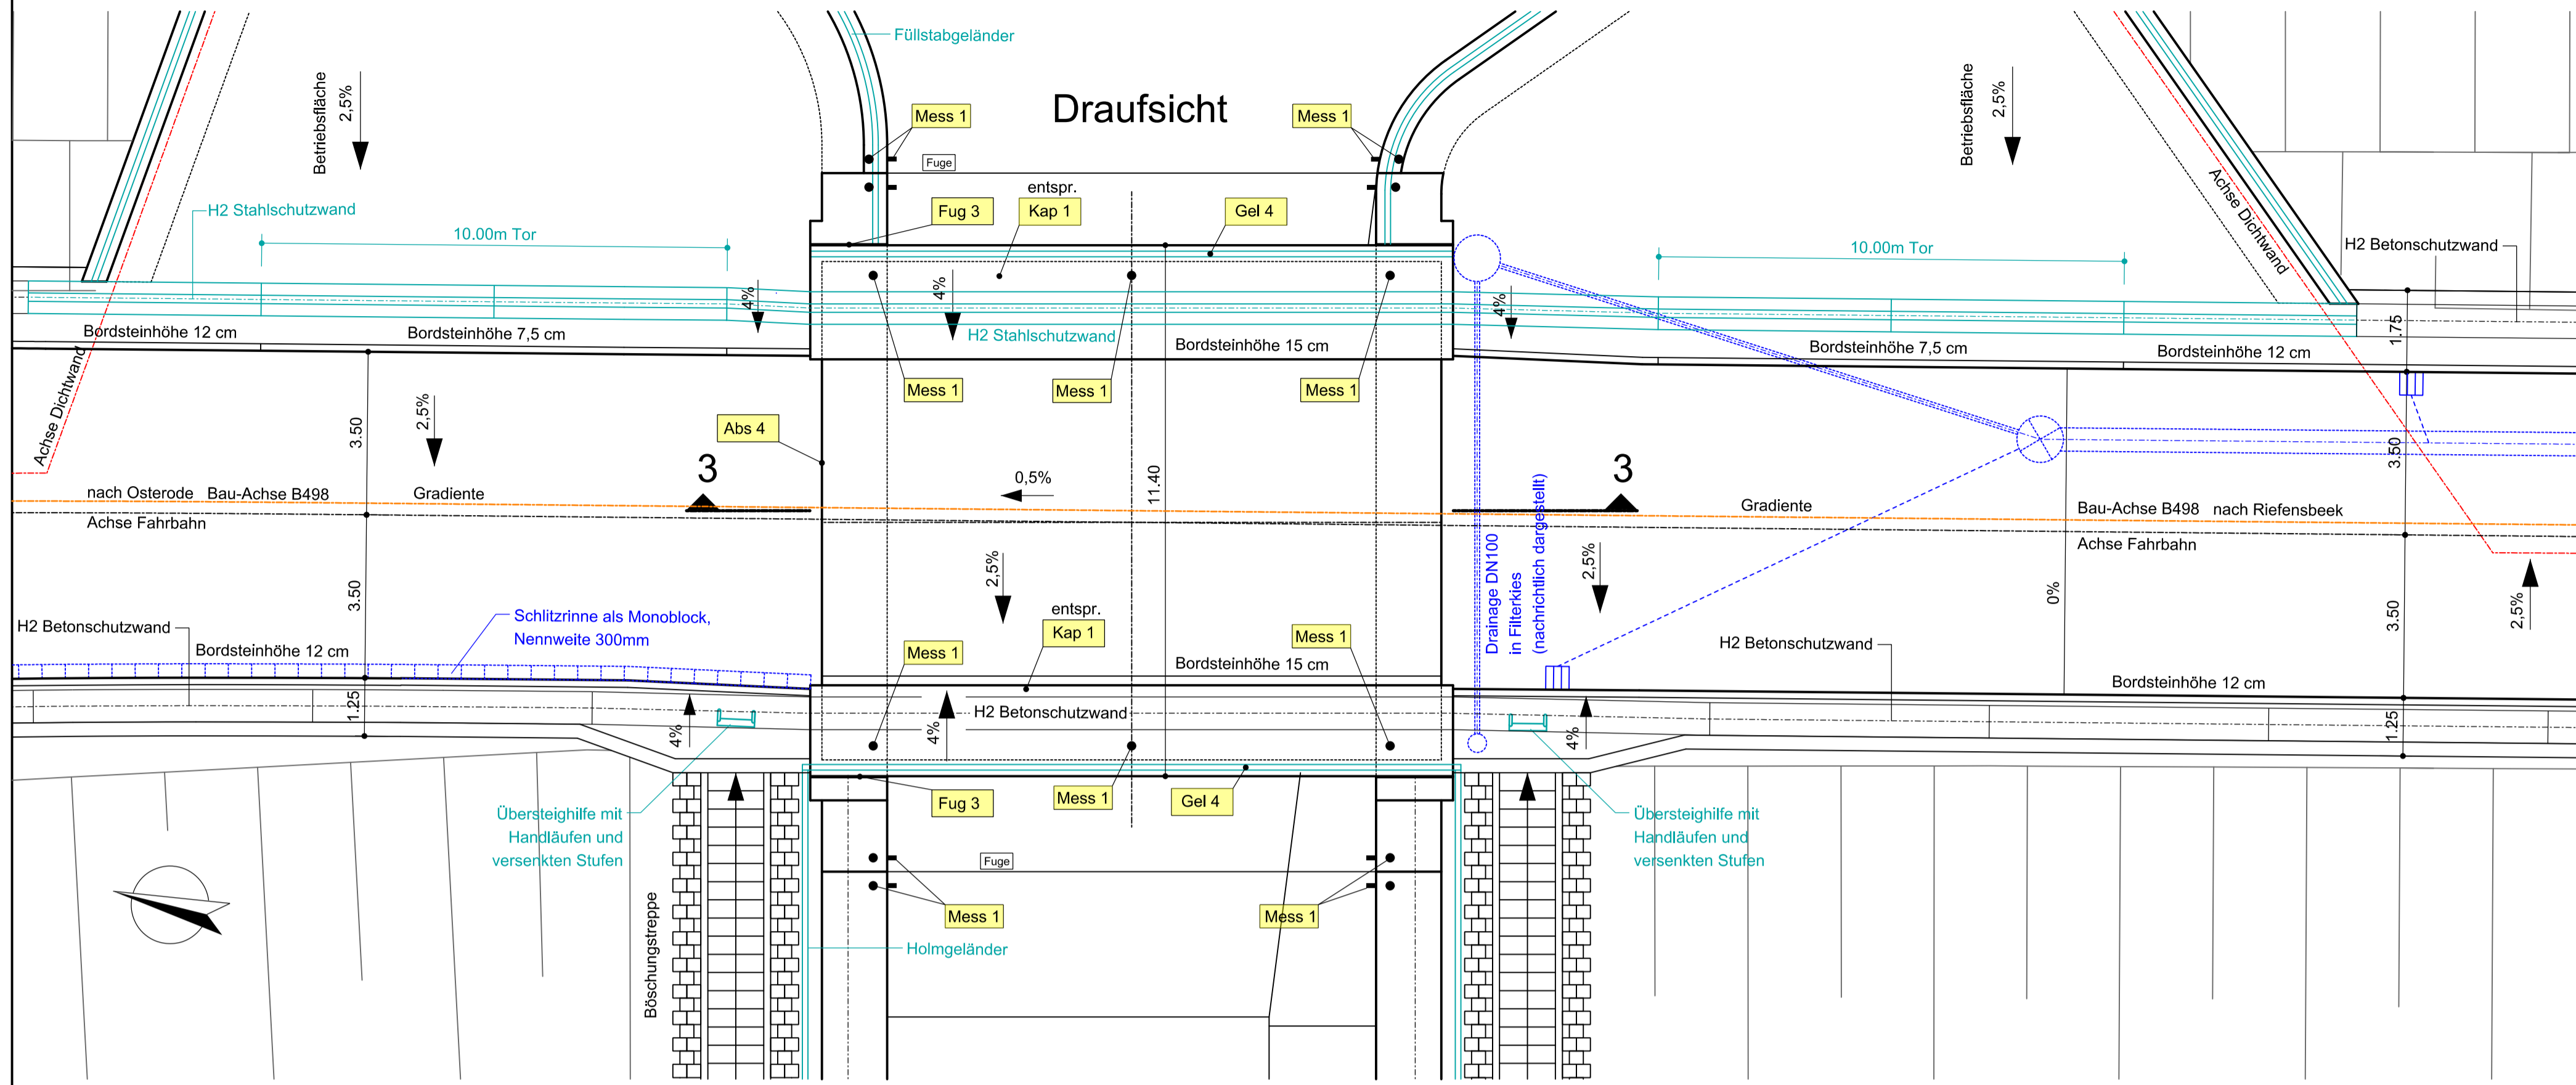 Füllstabgeländer
Draufsicht
Betriebsfläche
2,5%
Mess 1
Mess 1
Betriebsfläche
2,5%
Fuge
entspr.
Fug 3
Kap 1
Gel 4
H2 Stahlschutzwand
10.00m Tor
10.00m Tor
Achse Dichtwand
H2 Betonschutzwand
4%
4%
4%
Bordsteinhöhe 12 cm
Bordsteinhöhe 7,5 cm
H2 Stahlschutzwand
Bordsteinhöhe 15 cm
Bordsteinhöhe 7,5 cm
Bordsteinhöhe 12 cm
1.75
Achse Dichtwand
Mess 1
Mess 1
Mess 1
3.50
2,5%
Abs 4
3
3
3.50
0,5%
11.40
nach Osterode Bau-Achse B498
Gradiente
Gradiente
Bau-Achse B498 nach Riefensbeek
Achse Fahrbahn
Achse Fahrbahn
Drainage DN100
in Filterkies
(nachrichtlich dargestellt)
3.50
2,5%
2,5%
0%
3.50
2,5%
Schlitzrinne als Monoblock,
Nennweite 300mm
entspr.
Kap 1
H2 Betonschutzwand
Bordsteinhöhe 12 cm
Mess 1
Mess 1
Bordsteinhöhe 15 cm
H2 Betonschutzwand
Bordsteinhöhe 12 cm
1.25
4%
4%
H2 Betonschutzwand
4%
1.25
Übersteighilfe mit
Handläufen und
versenkten Stufen
Fug 3
Mess 1
Gel 4
Übersteighilfe mit
Handläufen und
versenkten Stufen
Fuge
Böschungstreppe
Mess 1
Mess 1
Holmgeländer